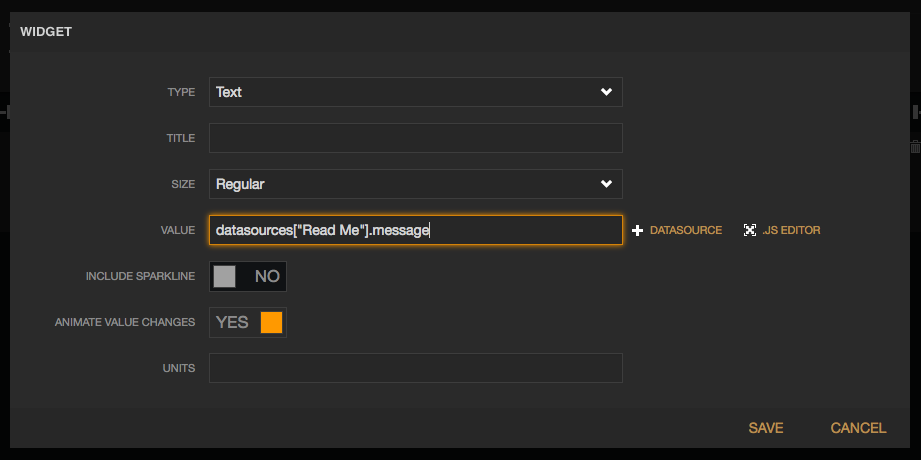 WIDGET
TYPE Text
TITLE
SIZE Regular
VALUE datasources["Read Me"].message DATASOURCE .JS EDITOR
INCLUDE SPARKLINE NO
ANIMATE VALUE CHANGES YES
UNITS
SAVE CANCEL